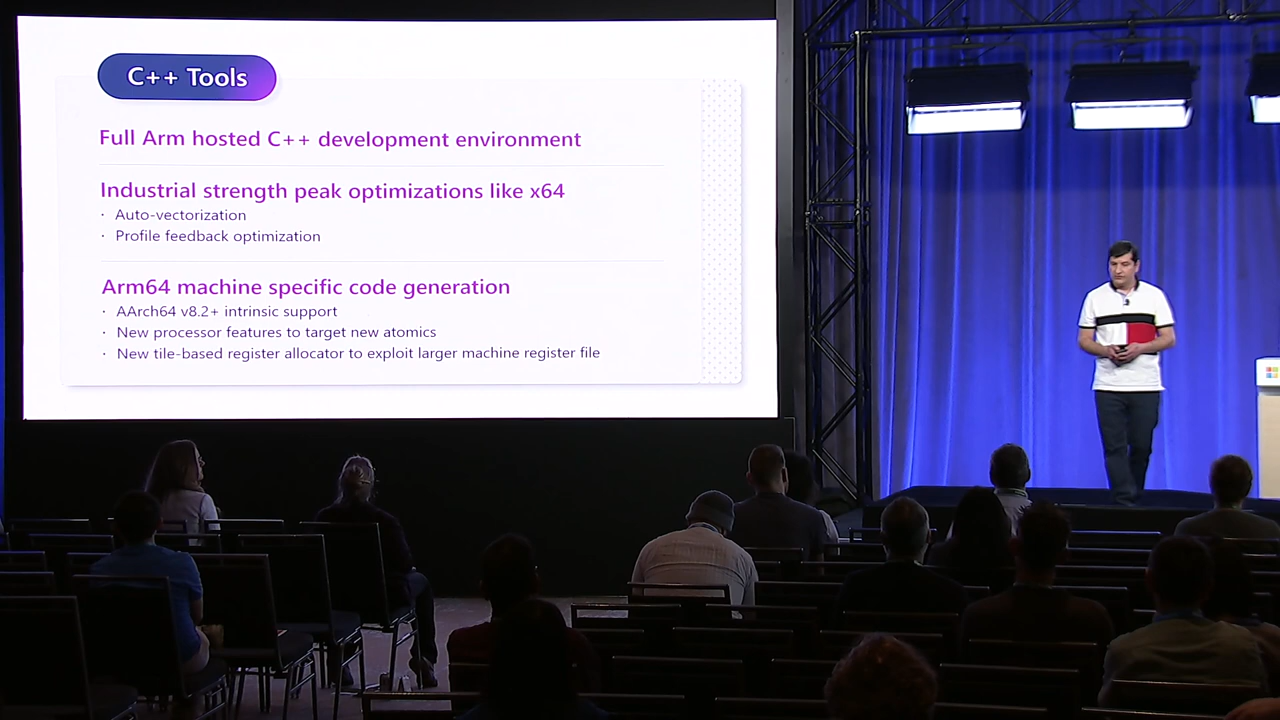 C++ Tools
Full Arm hosted C++ development environment
Industrial strength peak optimizations like x64
· Auto-vectorization
· Profile feedback optimization
Arm64 machine specific code generation
· AArch64 v8.2+ intrinsic support
· New processor features to target new atomics
· New tile-based register allocator to exploit larger machine register file